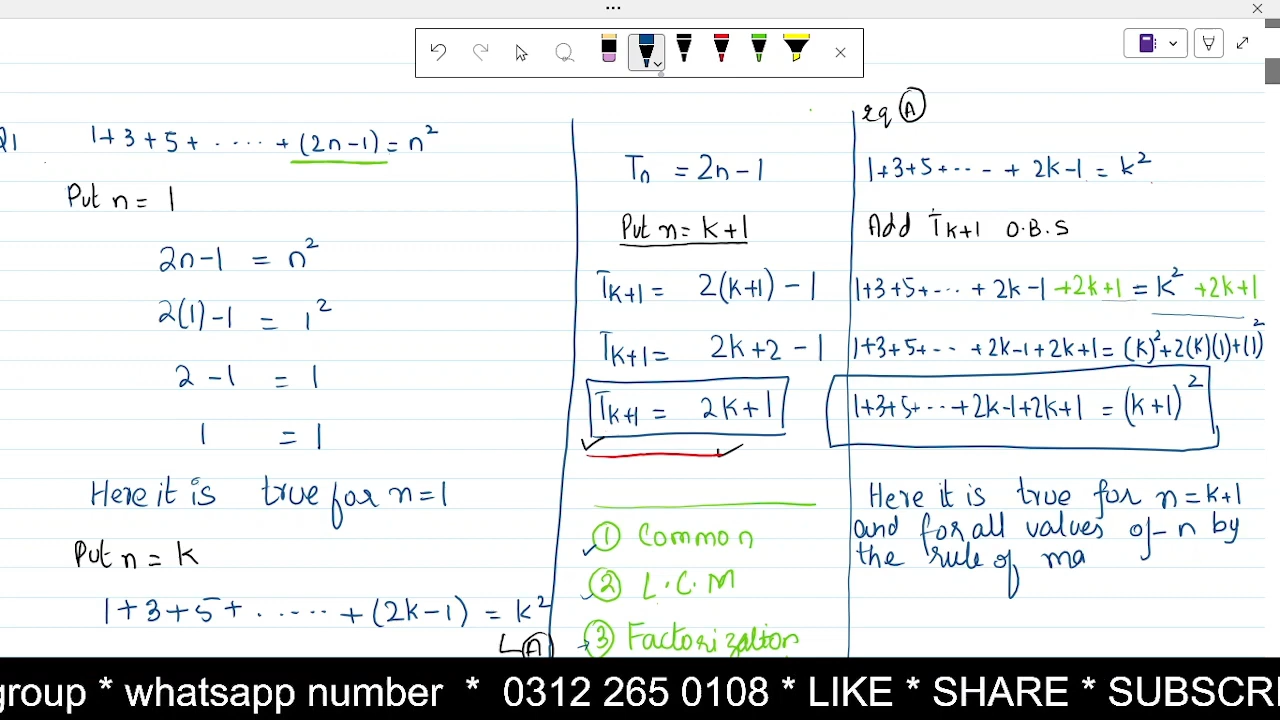 Q1 1+3+5+ ..... + (2n-1) = n²
Put n = 1
2n-1 = n²
2(1)-1 = 1²
2-1 = 1
1 = 1
Here it is true for n=1
Put n = k
1+3+5+ ...... + (2k-1) = k²
A
Tn = 2n-1
Put n = k+1
Tk+1 = 2(k+1) - 1
Tk+1 = 2k+2 - 1
Tk+1 = 2k+1
① Common
② L.C.M
③ Factorization
eq A
1+3+5+ ... + 2k-1 = k²
Add Tk+1 O.B.S
1+3+5+ ... + 2k-1 +2k+1 = k² +2k+1
1+3+5+ ... +2k-1+2k+1 = (k)²+2(k)(1)+(1)²
1+3+5+ ... +2k-1+2k+1 = (k+1)²
Here it is true for n=k+1
and for all values of n by
the rule of ma
group * whatsapp number * 0312 265 0108 * LIKE * SHARE * SUBSCRI